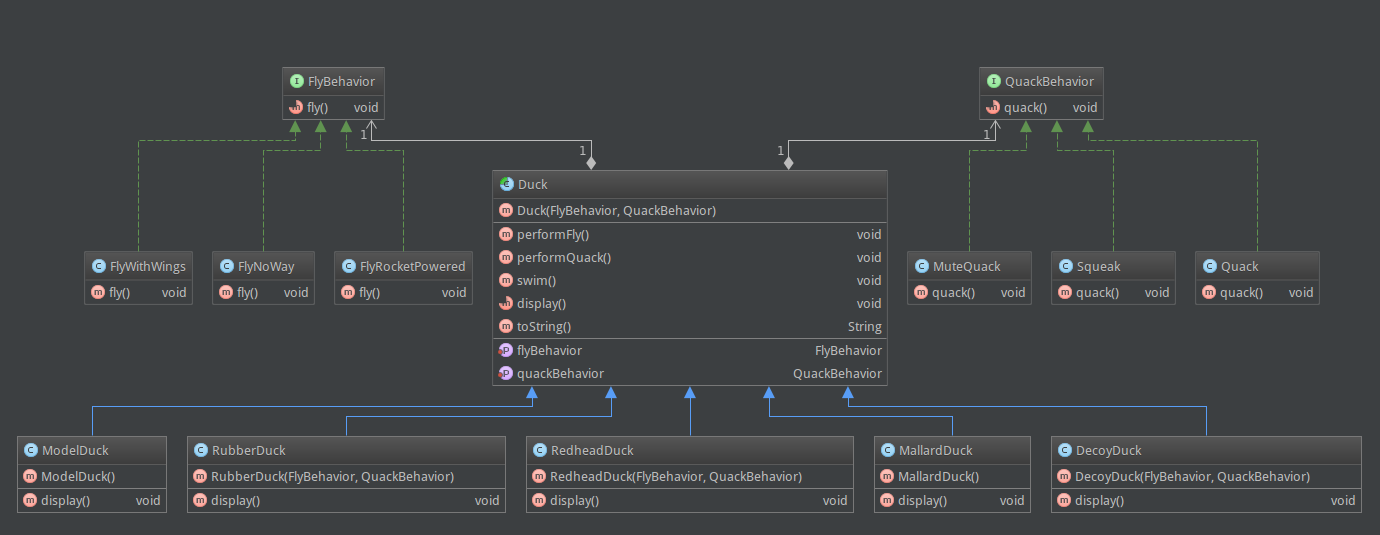 I FlyBehavior
m fly() void
I QuackBehavior
m quack() void
1
1
1
1
C Duck
m Duck(FlyBehavior, QuackBehavior)
m performFly() void
m performQuack() void
m swim() void
m display() void
m toString() String
P flyBehavior FlyBehavior
P quackBehavior QuackBehavior
C FlyWithWings
m fly() void
C FlyNoWay
m fly() void
C FlyRocketPowered
m fly() void
C MuteQuack
m quack() void
C Squeak
m quack() void
C Quack
m quack() void
C ModelDuck
m ModelDuck()
m display() void
C RubberDuck
m RubberDuck(FlyBehavior, QuackBehavior)
m display() void
C RedheadDuck
m RedheadDuck(FlyBehavior, QuackBehavior)
m display() void
C MallardDuck
m MallardDuck()
m display() void
C DecoyDuck
m DecoyDuck(FlyBehavior, QuackBehavior)
m display() void